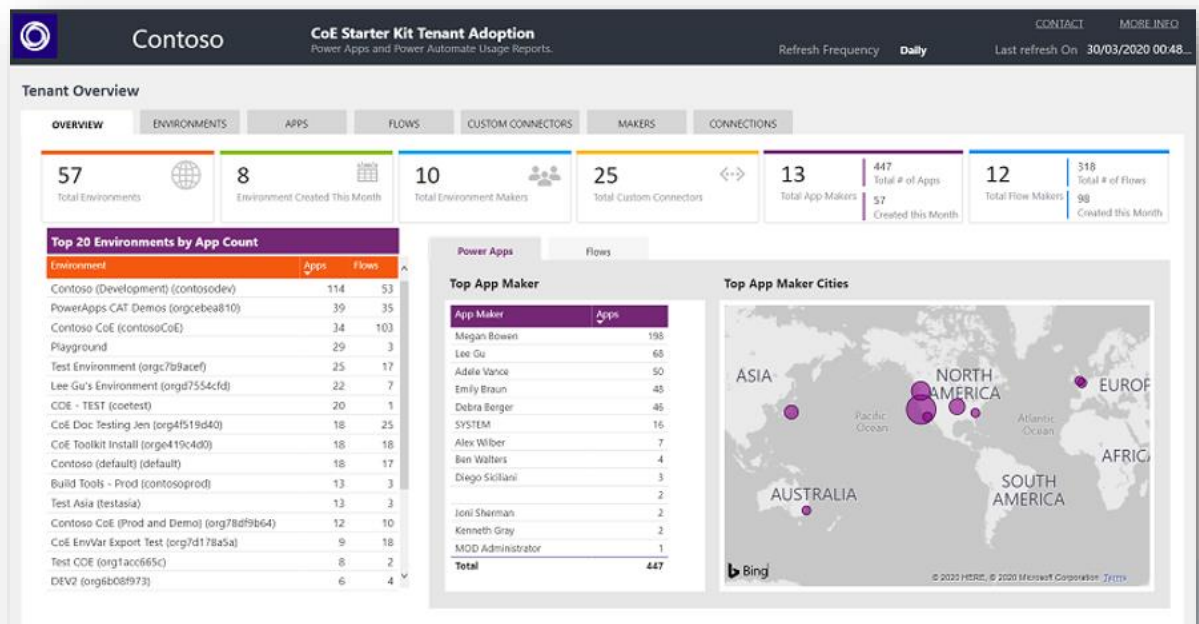 Contoso
CoE Starter Kit Tenant Adoption
Power Apps and Power Automate Usage Reports.
CONTACT MORE INFO
Refresh Frequency Daily
Last refresh On 30/03/2020 00:48...
Tenant Overview
OVERVIEW ENVIRONMENTS APPS FLOWS CUSTOM CONNECTORS MAKERS CONNECTIONS
57
Total Environments
8
Environment Created This Month
10
Total Environment Makers
25
Total Custom Connectors
13
Total App Makers
447
Total # of Apps
57
Created this Month
12
Total Flow Makers
318
Total # of Flows
98
Created this Month
Top 20 Environments by App Count
Environment Apps Flows
Contoso (Development) (contosodev) 114 53
PowerApps CAT Demos (orgcebea810) 39 35
Contoso CoE (contosoCoE) 34 103
Playground 29 3
Test Environment (orgc7b9acef) 25 17
Lee Gu's Environment (orgd7554cfd) 22 7
COE - TEST (coetest) 20 1
CoE Doc Testing Jen (org4f519d40) 18 25
CoE Toolkit Install (orge419c4d0) 18 18
Contoso (default) (default) 18 17
Build Tools - Prod (contosoprod) 13 3
Test Asia (testasia) 13 3
Contoso CoE (Prod and Demo) (org78df9b64) 12 10
CoE EnvVar Export Test (org7d178a5a) 9 18
Test COE (org1acc665c) 8 2
DEV2 (org6b08f973) 6 4
Power Apps Flows
Top App Maker
App Maker Apps
Megan Bowen 198
Lee Gu 68
Adele Vance 50
Emily Braun 48
Debra Berger 46
SYSTEM 16
Alex Wilber 7
Ben Walters 4
Diego Siciliani 3
2
Joni Sherman 2
Kenneth Gray 2
MOD Administrator 1
Total 447
Top App Maker Cities
ASIA
NORTH
AMERICA
EUROP
Pacific
Ocean
Atlantic
Ocean
AFRIC
SOUTH
AMERICA
AUSTRALIA
Bing
© 2020 HERE, © 2020 Microsoft Corporation Terms